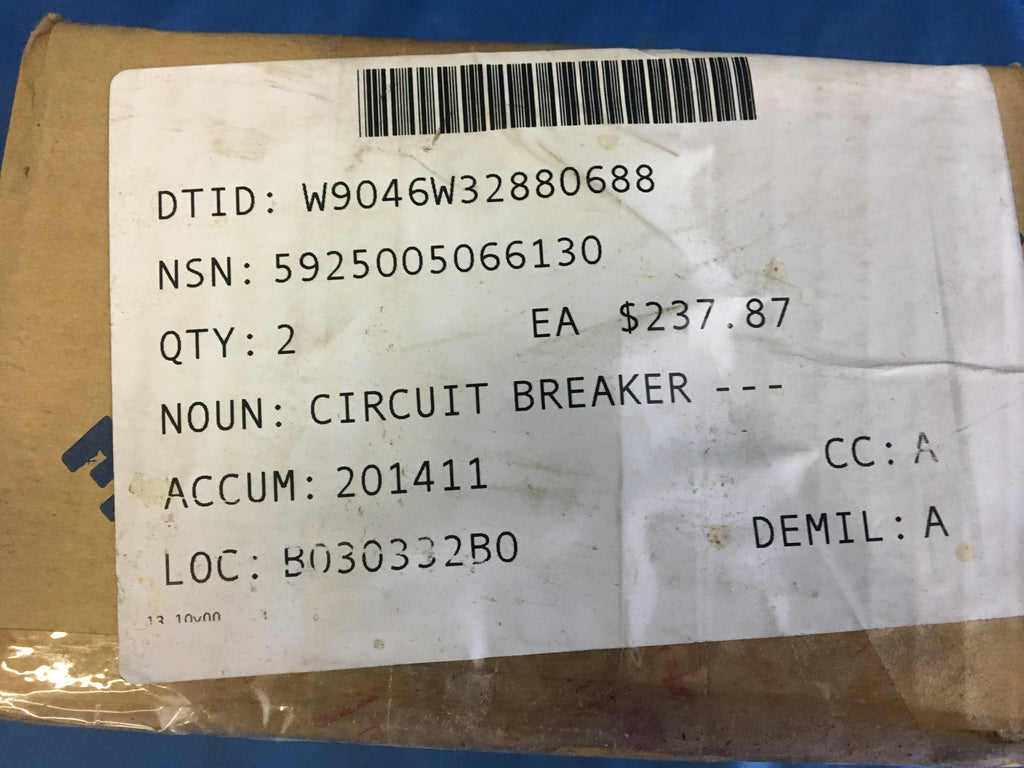 DTID: W9046W32880688
NSN: 5925005066130
QTY: 2 EA $237.87
NOUN: CIRCUIT BREAKER ---
ACCUM: 201411 CC: A
LOC: B030332B0 DEMIL: A